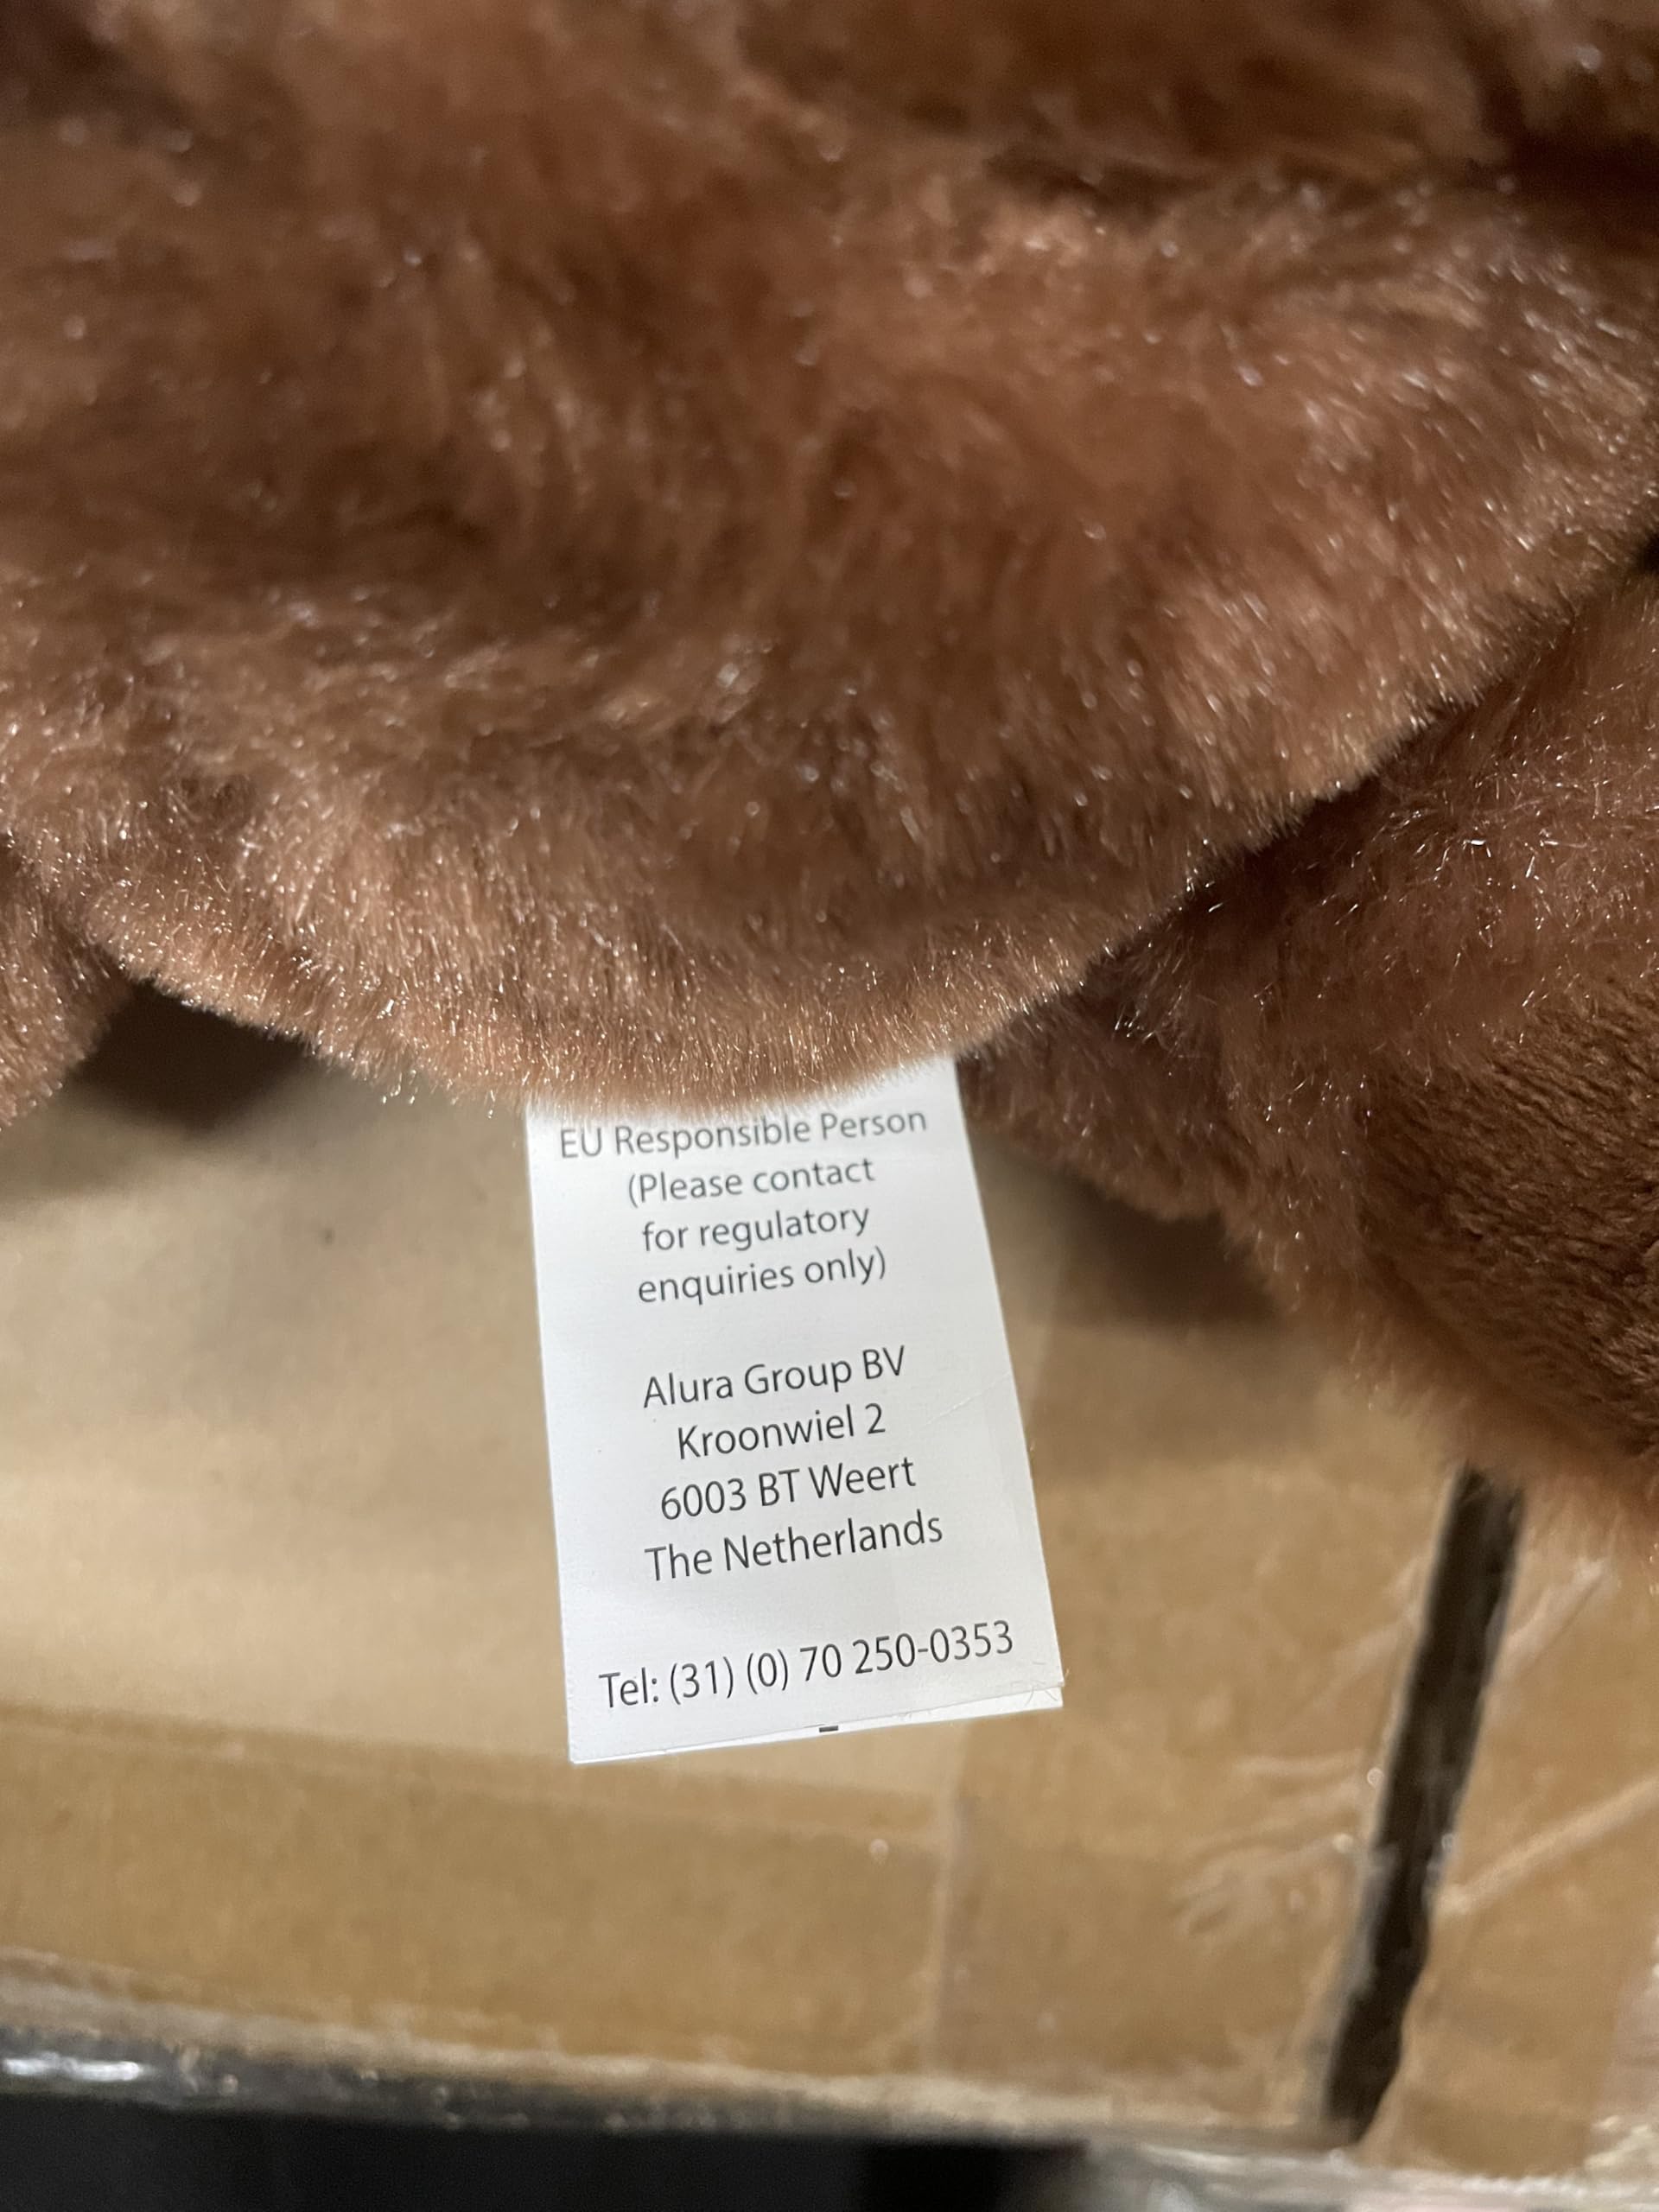 EU Responsible Person
(Please contact
for regulatory
enquiries only)
Alura Group BV
Kroonwiel 2
6003 BT Weert
The Netherlands
Tel: (31) (0) 70 250-0353